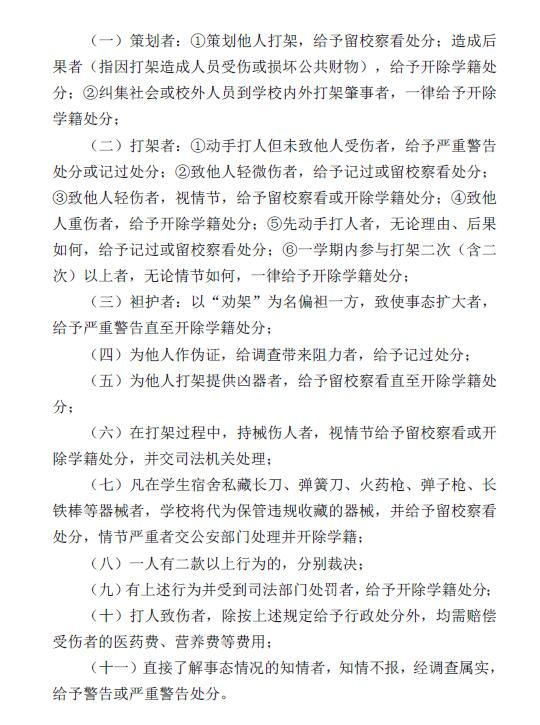 （一）策划者：①策划他人打架，给予留校察看处分；造成后
果者（指因打架造成人员受伤或损坏公共财物），给予开除学籍处
分；②纠集社会或校外人员到学校内外打架肇事者，一律给予开除
学籍处分；
（二）打架者：①动手打人但未致他人受伤者，给予严重警告
处分或记过处分；②致他人轻微伤者，给予记过或留校察看处分；
③致他人轻伤者，视情节，给予留校察看或开除学籍处分；④致他
人重伤者，给予开除学籍处分；⑤先动手打人者，无论理由、后果
如何，给予记过或留校察看处分；⑥一学期内参与打架二次（含二
次）以上者，无论情节如何，一律给予开除学籍处分；
（三）袒护者：以“劝架”为名偏袒一方，致使事态扩大者，
给予严重警告直至开除学籍处分；
（四）为他人作伪证，给调查带来阻力者，给予记过处分；
（五）为他人打架提供凶器者，给予留校察看直至开除学籍处
分；
（六）在打架过程中，持械伤人者，视情节给予留校察看或开
除学籍处分，并交司法机关处理；
（七）凡在学生宿舍私藏长刀、弹簧刀、火药枪、弹子枪、长
铁棒等器械者，学校将代为保管违规收藏的器械，并给予留校察看
处分，情节严重者交公安部门处理并开除学籍；
（八）一人有二款以上行为的，分别裁决；
（九）有上述行为并受到司法部门处罚者，给予开除学籍处分；
（十）打人致伤者，除按上述规定给予行政处分外，均需赔偿
受伤者的医药费、营养费等费用；
（十一）直接了解事态情况的知情者，知情不报，经调查属实，
给予警告或严重警告处分。